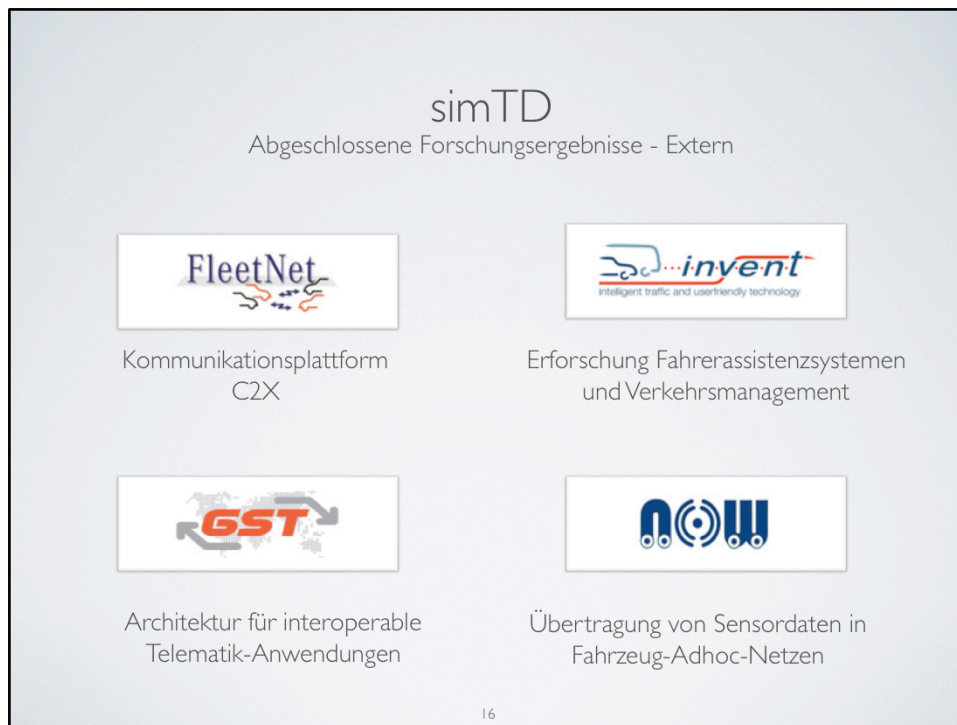 simTD
Abgeschlossene Forschungsergebnisse - Extern
FleetNet
invent
intelligent traffic and userfriendly technology
Kommunikationsplattform
C2X
Erforschung Fahrerassistenzsystemen
und Verkehrsmanagement
GST
now
Architektur für interoperable
Telematik-Anwendungen
Übertragung von Sensordaten in
Fahrzeug-Adhoc-Netzen
16